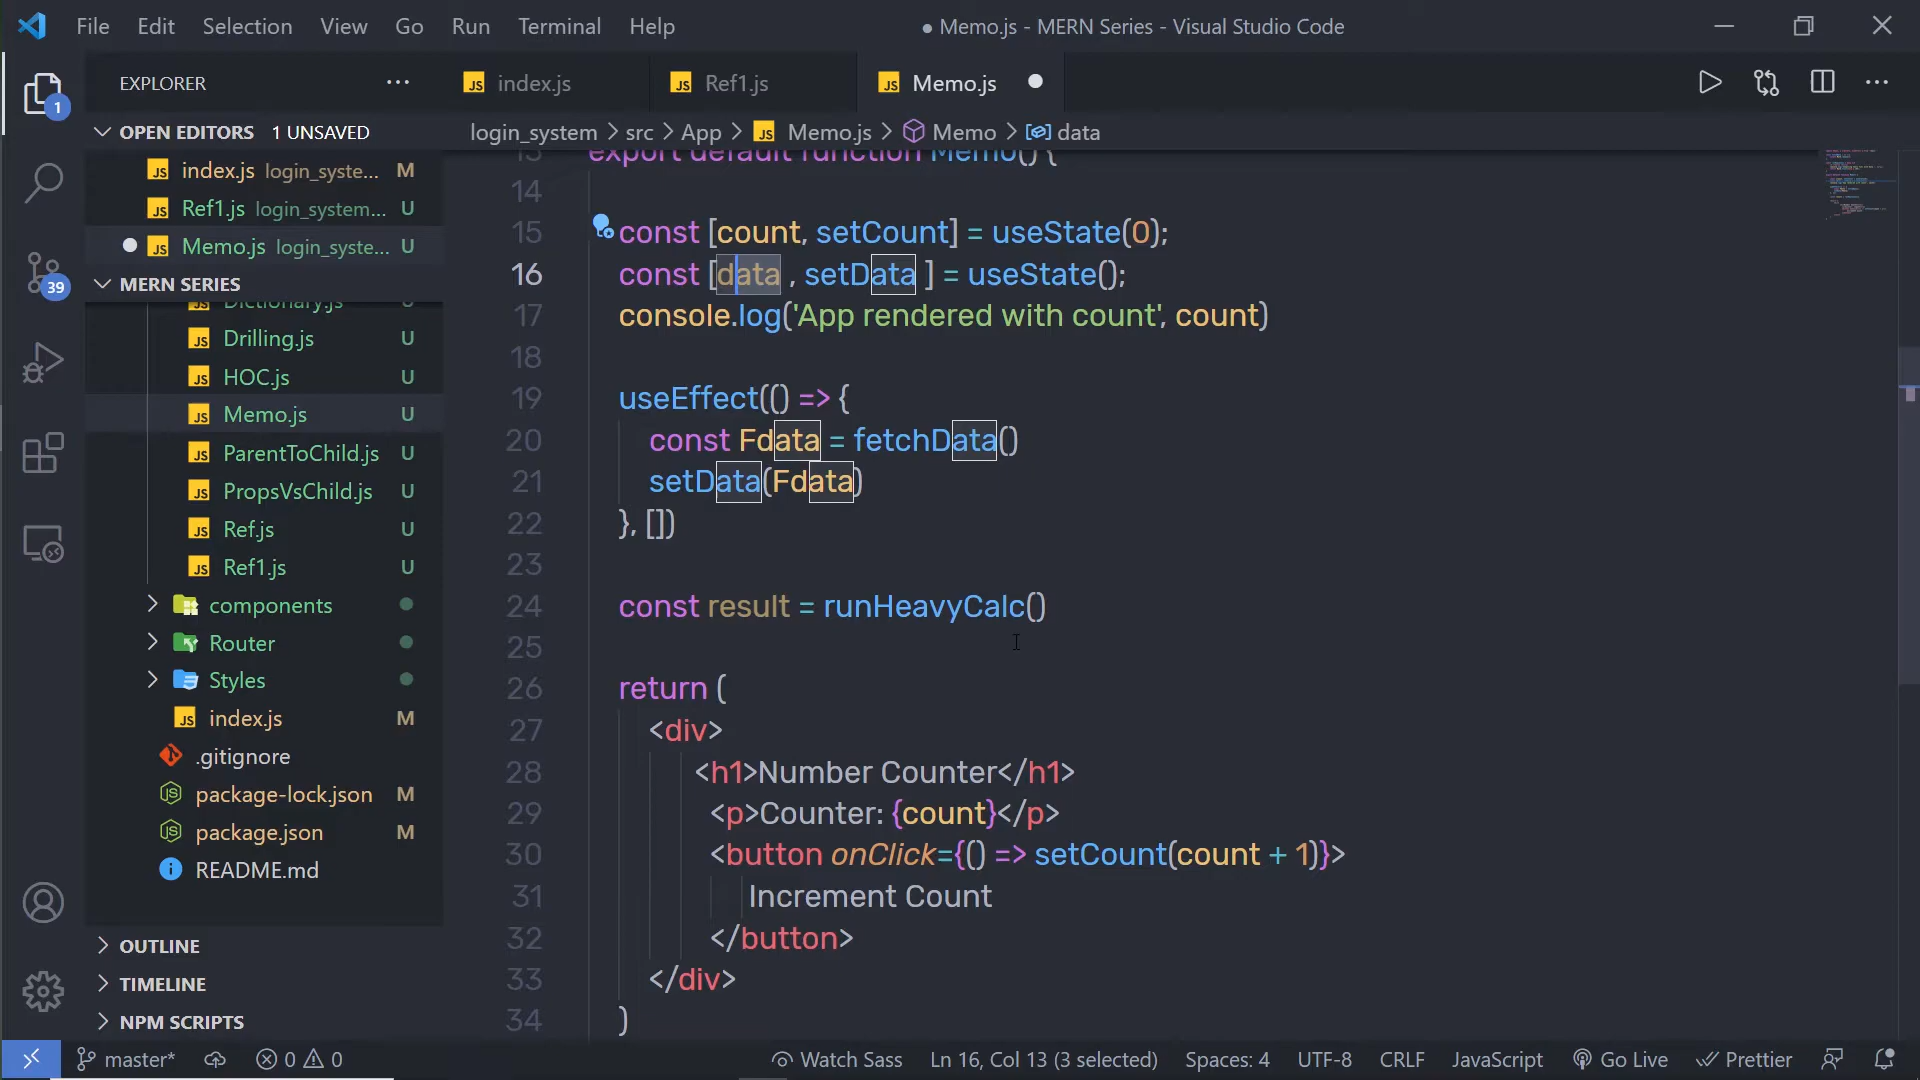 File Edit Selection View Go Run Terminal Help
● Memo.js - MERN Series - Visual Studio Code
EXPLORER
index.js
Ref1.js
Memo.js
1
OPEN EDITORS 1 UNSAVED
login_system > src > App > Memo.js > Memo > data
index.js login_syste... M
Ref1.js login_system... U
Memo.js login_syste... U
MERN SERIES
39
Dictionary.js U
Drilling.js U
HOC.js U
Memo.js U
ParentToChild.js U
PropsVsChild.js U
Ref.js U
Ref1.js U
components
Router
Styles
index.js M
.gitignore
package-lock.json M
package.json M
README.md
OUTLINE
TIMELINE
NPM SCRIPTS
13 export default function Memo() {
14
15 const [count, setCount] = useState(0);
16 const [data , setData ] = useState();
17 console.log('App rendered with count', count)
18
19 useEffect(() => {
20 const Fdata = fetchData()
21 setData(Fdata)
22 }, [])
23
24 const result = runHeavyCalc()
25
26 return (
27 <div>
28 <h1>Number Counter</h1>
29 <p>Counter: {count}</p>
30 <button onClick={() => setCount(count + 1)}>
31 Increment Count
32 </button>
33 </div>
34 )
master* 0 0 Watch Sass Ln 16, Col 13 (3 selected) Spaces: 4 UTF-8 CRLF JavaScript Go Live Prettier